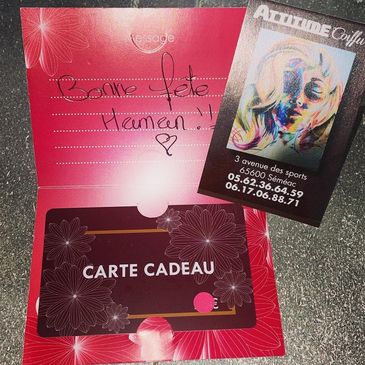 Message
Bonne fête
Maman !!
ATTITUDE Coiffu
3 avenue des sports
65600 Séméac
05.62.36.64.59
06.17.06.88.71
CARTE CADEAU
€